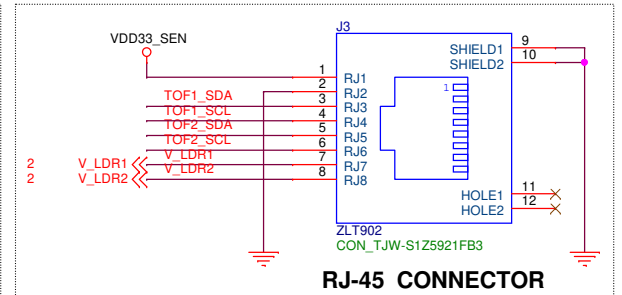 J3
VDD33_SEN
9
SHIELD1
10
SHIELD2
1
RJ1
2
RJ2
TOF1_SDA
3
RJ3
TOF1_SCL
4
RJ4
TOF2_SDA
5
RJ5
TOF2_SCL
6
RJ6
2 V_LDR1 V_LDR1
7
RJ7
2 V_LDR2 V_LDR2
8
RJ8
1
11
HOLE1
12
HOLE2
ZLT902
CON_TJW-S1Z5921FB3
RJ-45 CONNECTOR